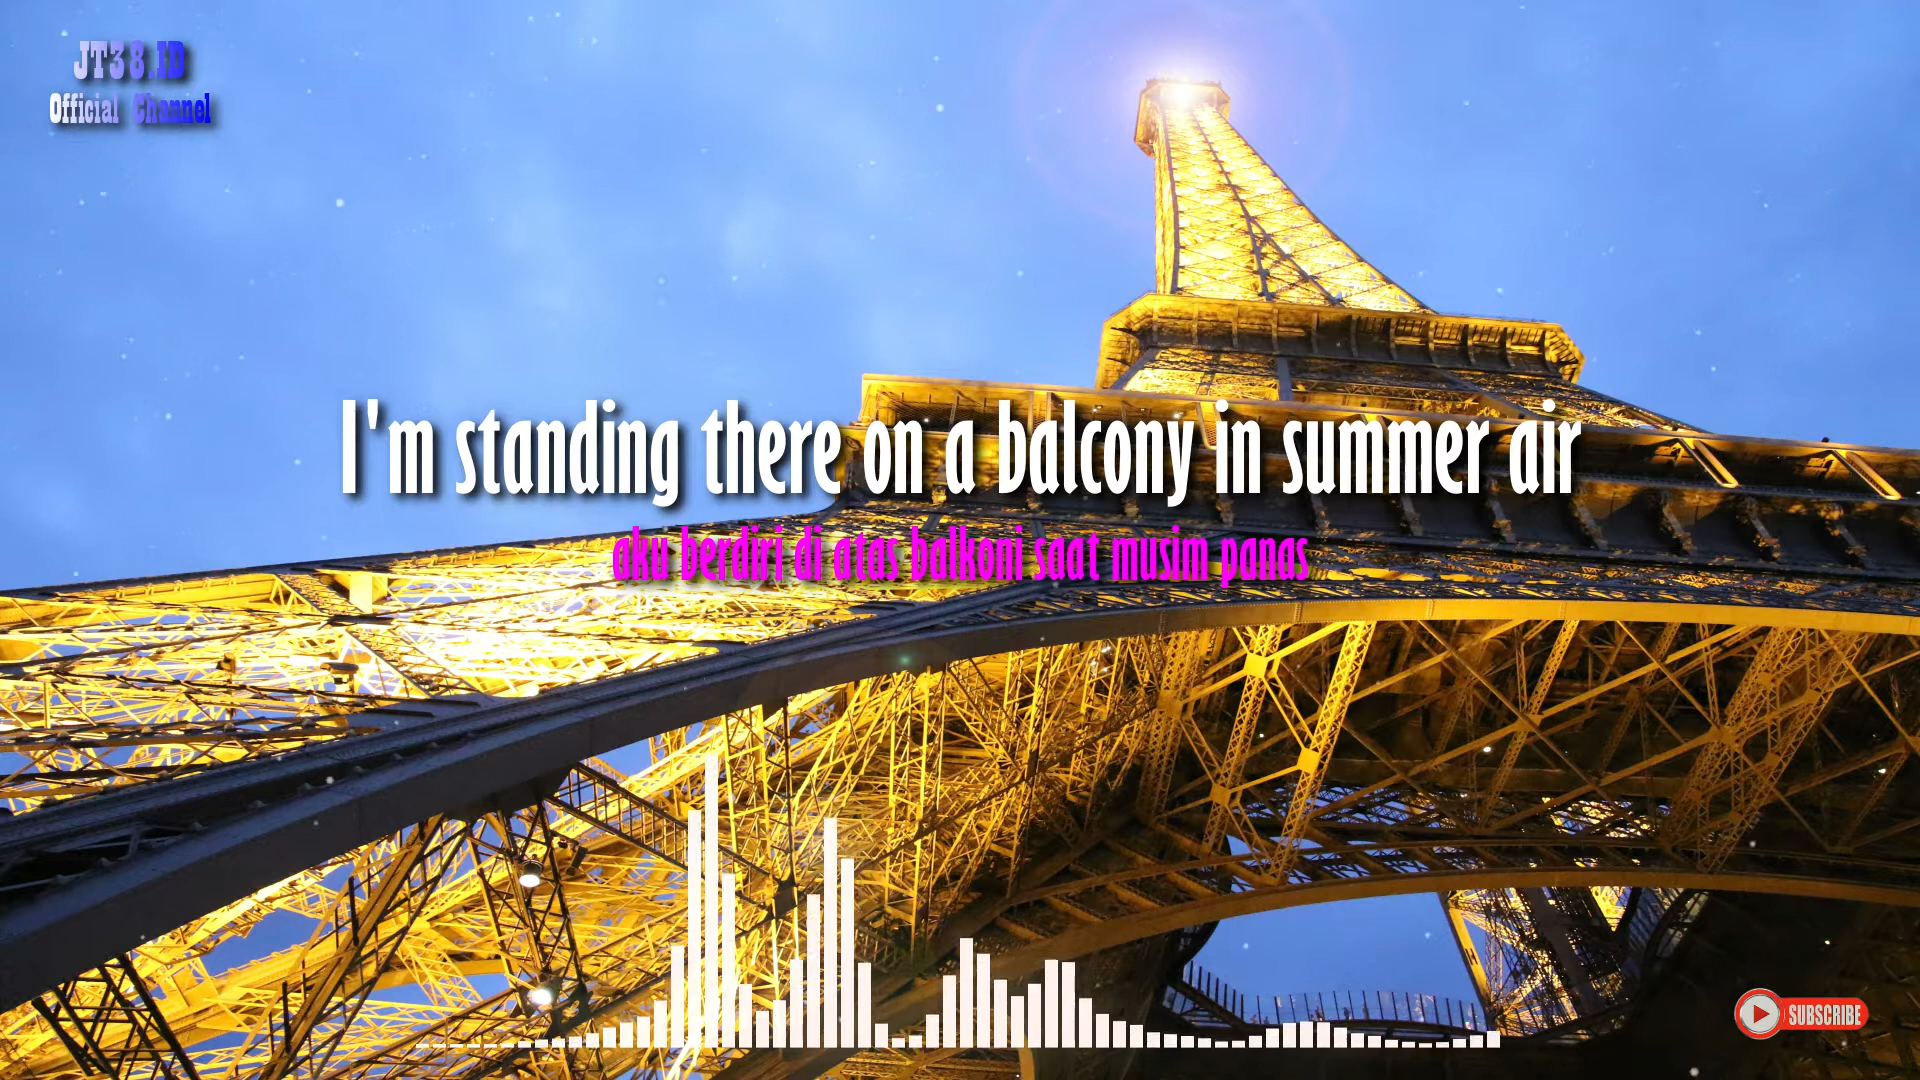 JT38.ID
Official Channel
I'm standing there on a balcony in summer air
aku berdiri di atas balkoni saat musim panas
SUBSCRIBE